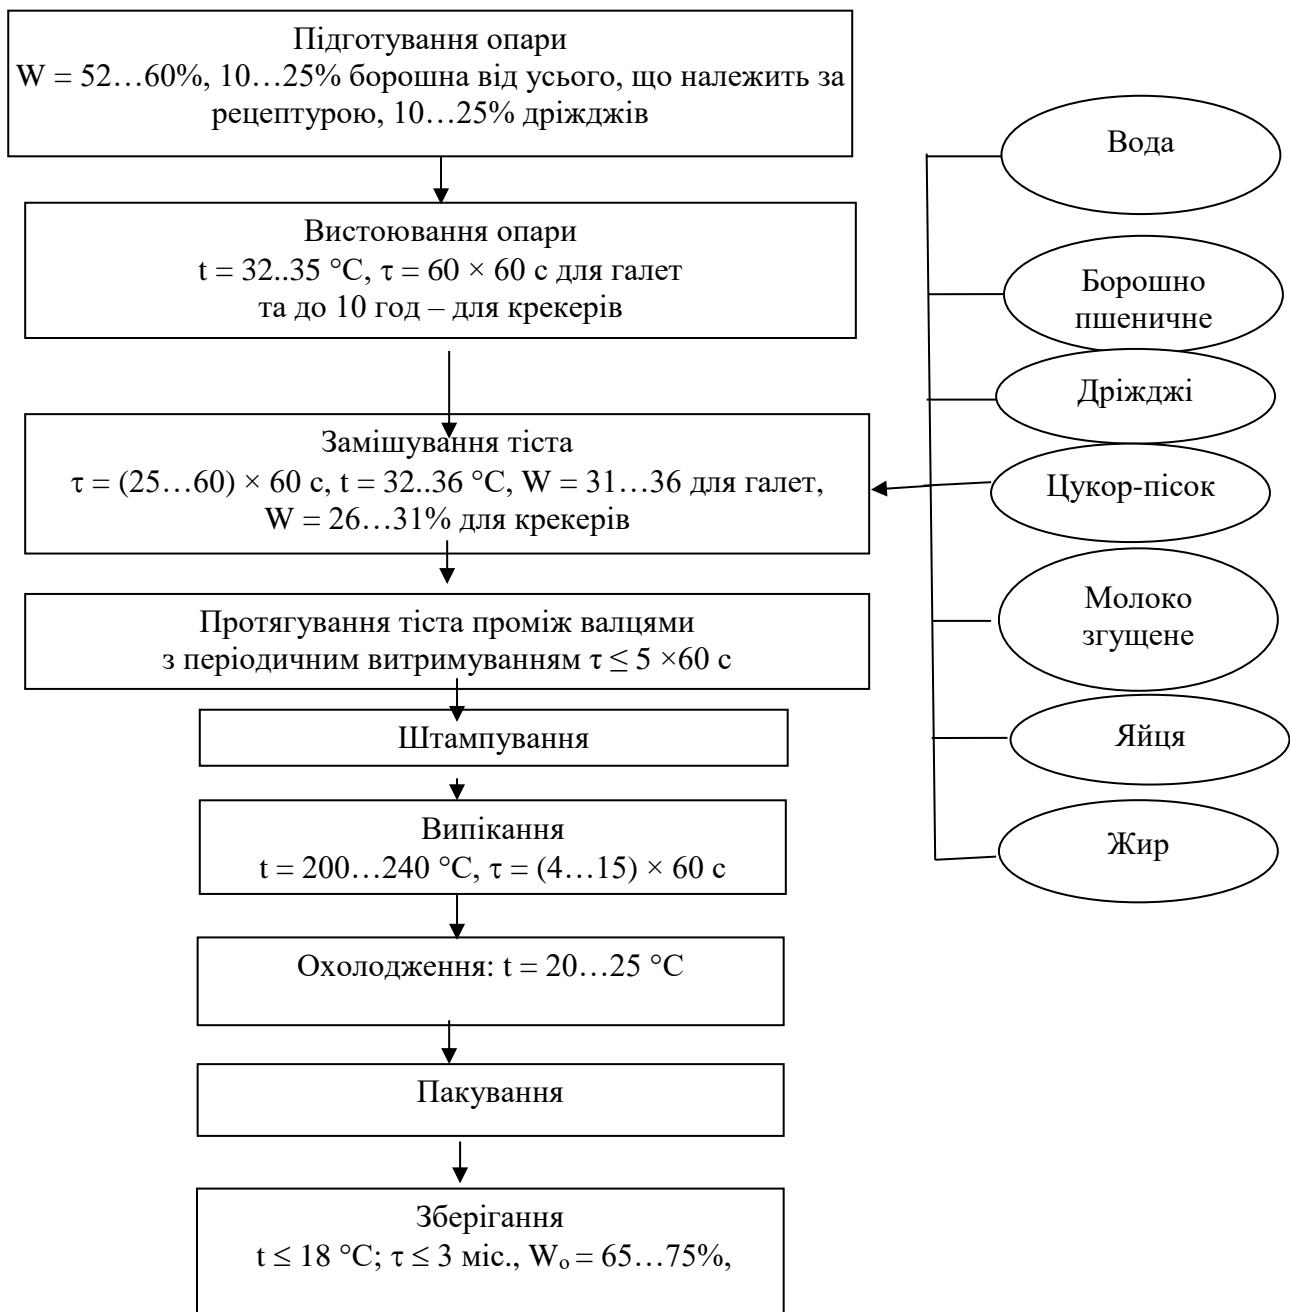 Підготування опари
W = 52…60%, 10…25% борошна від усього, що належить за
рецептурою, 10…25% дріжджів
Вистоювання опари
t = 32..35 °C, τ = 60 × 60 с для галет
та до 10 год – для крекерів
Замішування тіста
τ = (25…60) × 60 с, t = 32..36 °C, W = 31…36 для галет,
W = 26…31% для крекерів
Протягування тіста проміж валцями
з періодичним витримуванням τ ≤ 5 ×60 с
Штампування
Випікання
t = 200…240 °C, τ = (4…15) × 60 с
Охолодження: t = 20…25 °C
Пакування
Зберігання
t ≤ 18 °C; τ ≤ 3 міс., Wо = 65…75%,
Вода
Борошно
пшеничне
Дріжджі
Цукор-пісок
Молоко
згущене
Яйця
Жир